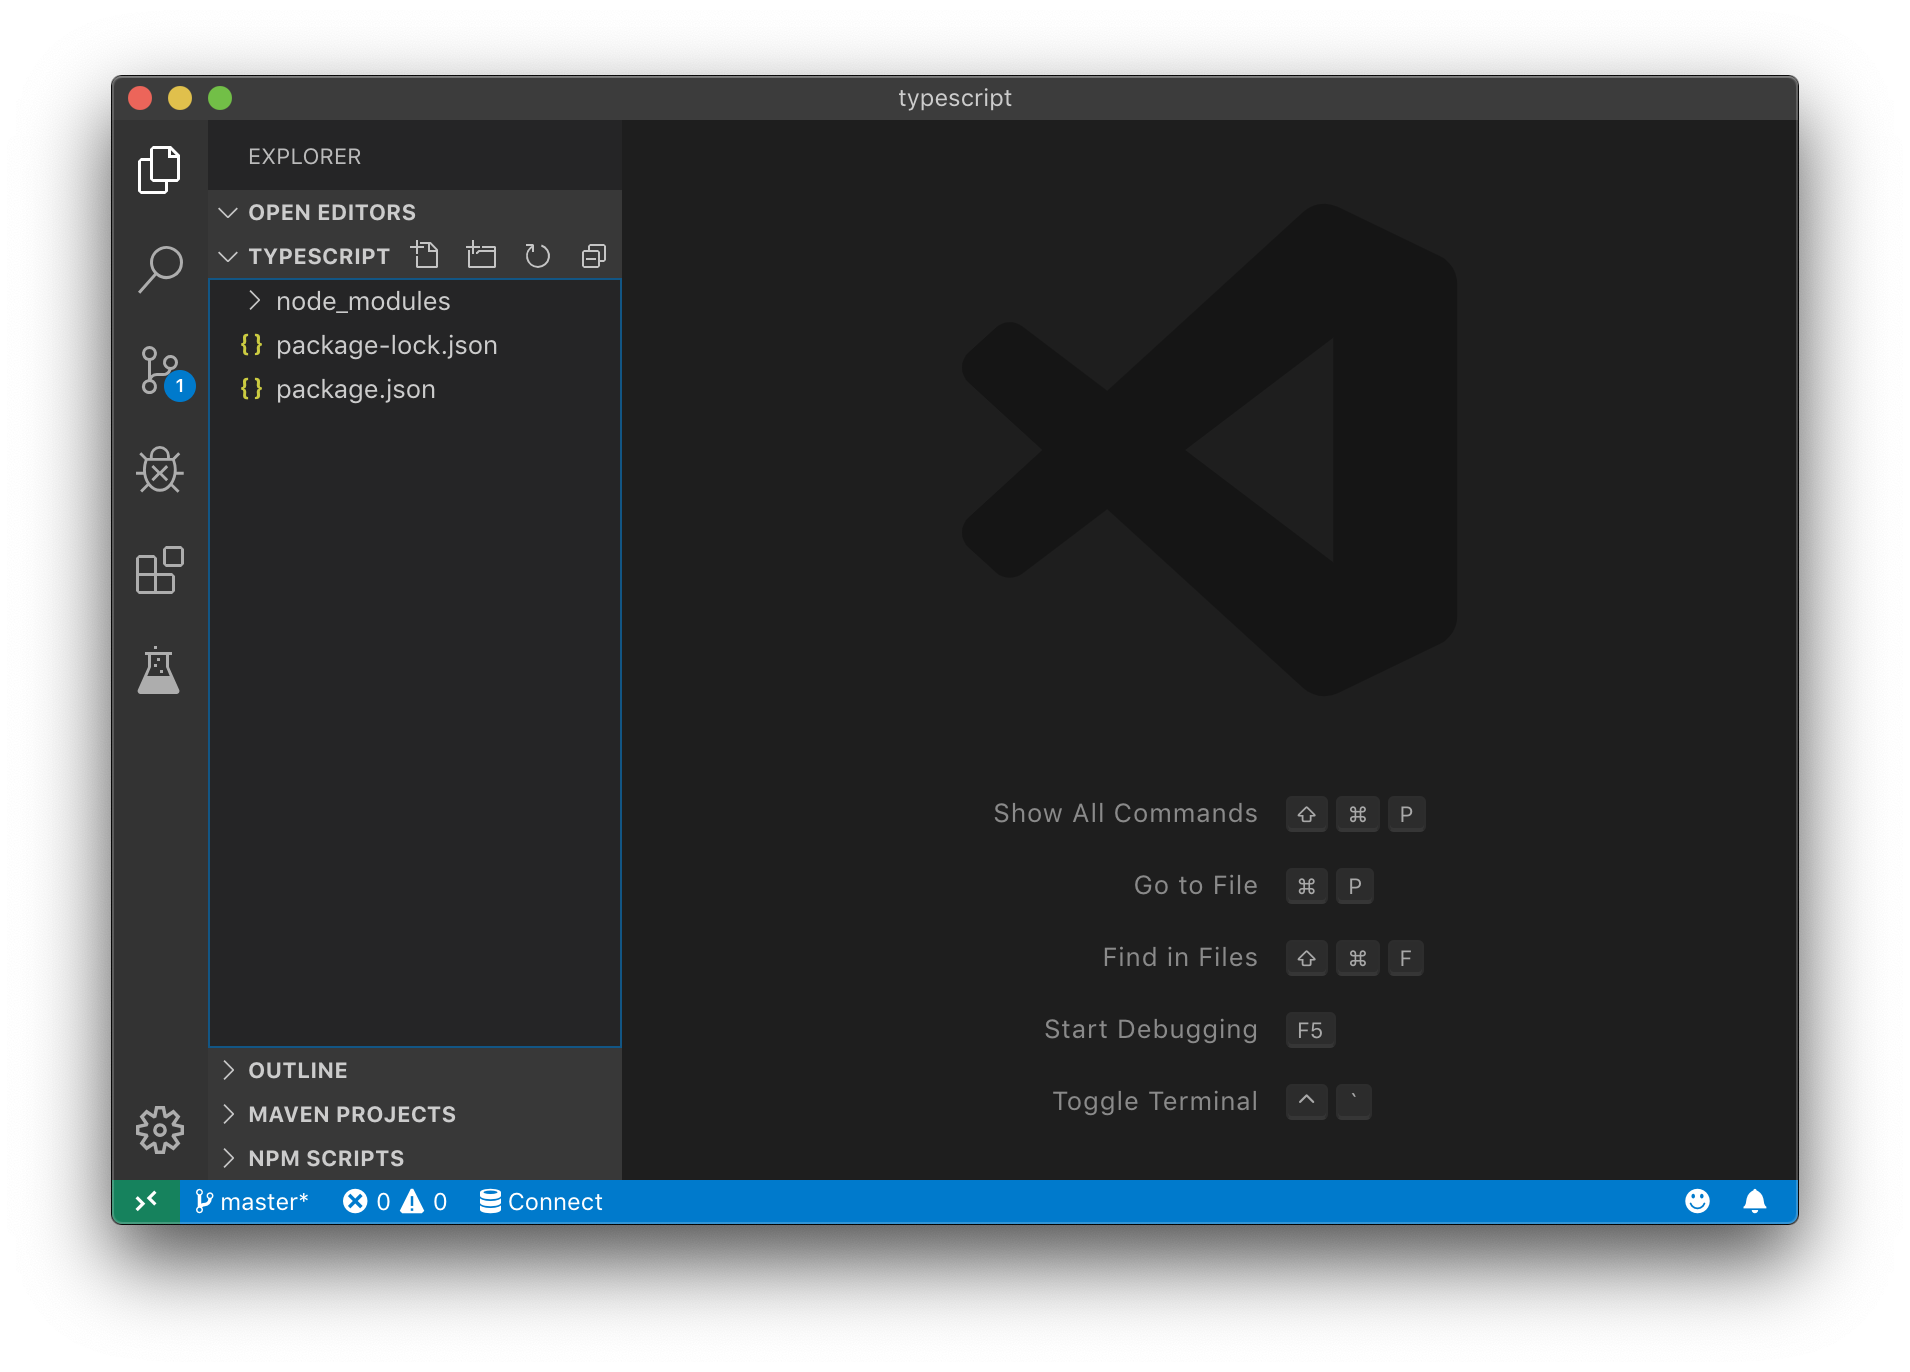 typescript
EXPLORER
OPEN EDITORS
TYPESCRIPT
node_modules
{} package-lock.json
{} package.json
1
Show All Commands ⇧ ⌘ P
Go to File ⌘ P
Find in Files ⇧ ⌘ F
Start Debugging F5
Toggle Terminal ^ `
OUTLINE
MAVEN PROJECTS
NPM SCRIPTS
master* 0 0 Connect